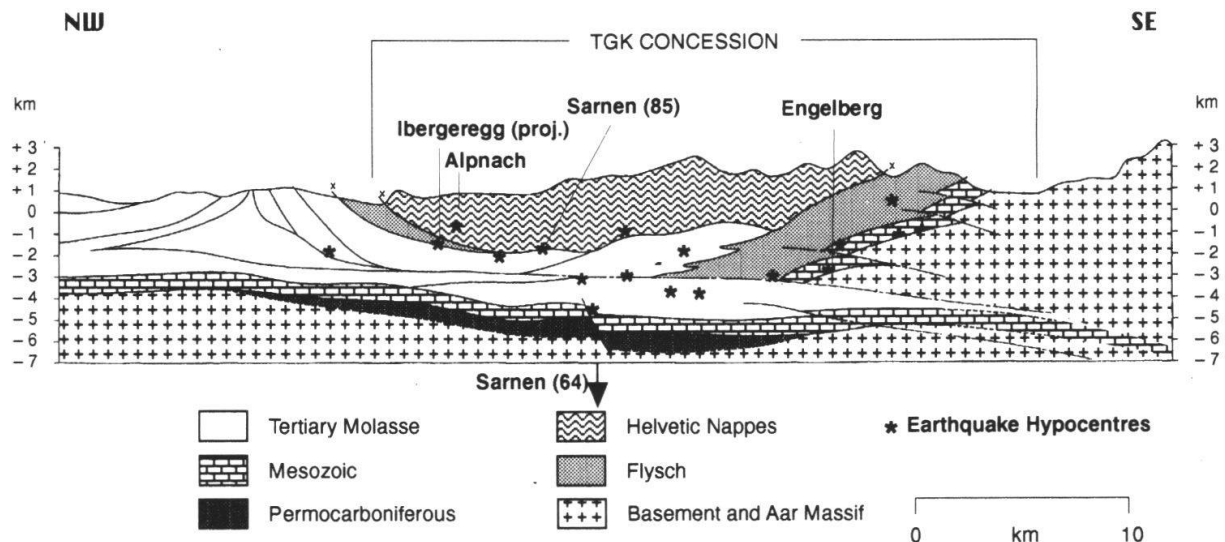 NW
SE
TGK CONCESSION
km
km
Sarnen (85)
Engelberg
Ibergeregg (proj.)
Alpnach
+ 3
+ 2
+ 1
0
- 1
- 2
- 3
- 4
- 5
- 6
- 7
+ 3
+ 2
+ 1
0
- 1
- 2
- 3
- 4
- 5
- 6
- 7
Sarnen (64)
Tertiary Molasse
Helvetic Nappes
* Earthquake Hypocentres
Mesozoic
Flysch
Permocarboniferous
Basement and Aar Massif
0 km 10